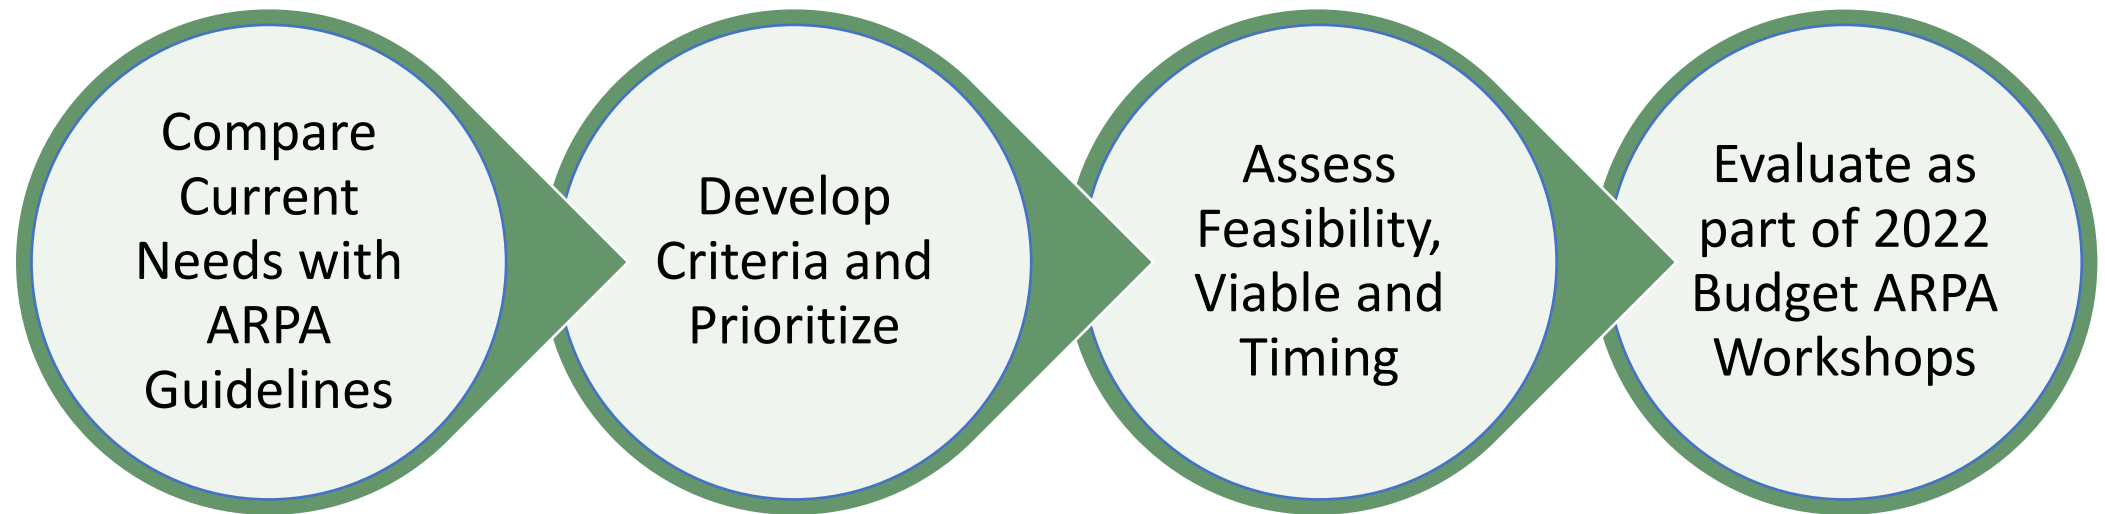 Compare
Current
Needs with
ARPA
Guidelines
Develop
Criteria and
Prioritize
Assess
Feasibility,
Viable and
Timing
Evaluate as
part of 2022
Budget ARPA
Workshops